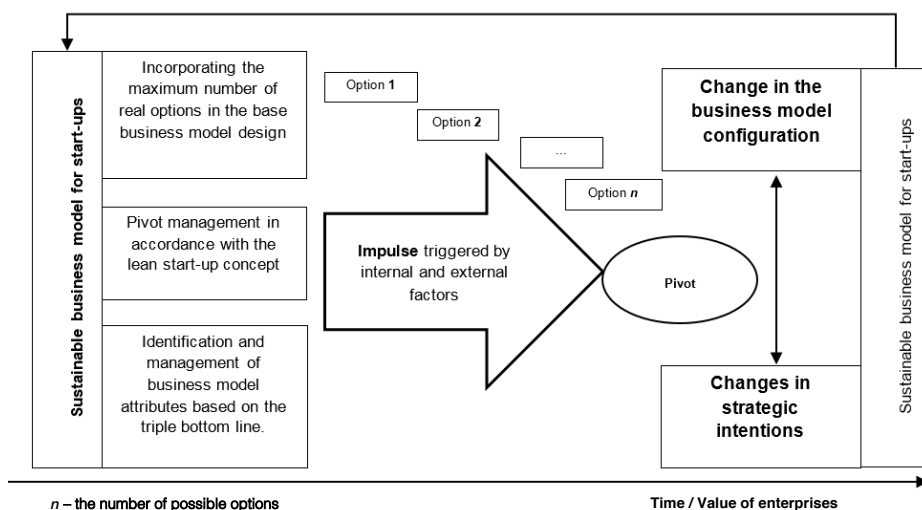 Sustainable business model for start-ups
Incorporating the
maximum number of
real options in the base
business model design
Pivot management in
accordance with the
lean start-up concept
Identification and
management of
business model
attributes based on the
triple bottom line.
Option 1
Option 2
...
Option n
Impulse triggered by
internal and external
factors
Pivot
Change in the
business model
configuration
Changes in
strategic
intentions
Sustainable business model for start-ups
n – the number of possible options
Time / Value of enterprises